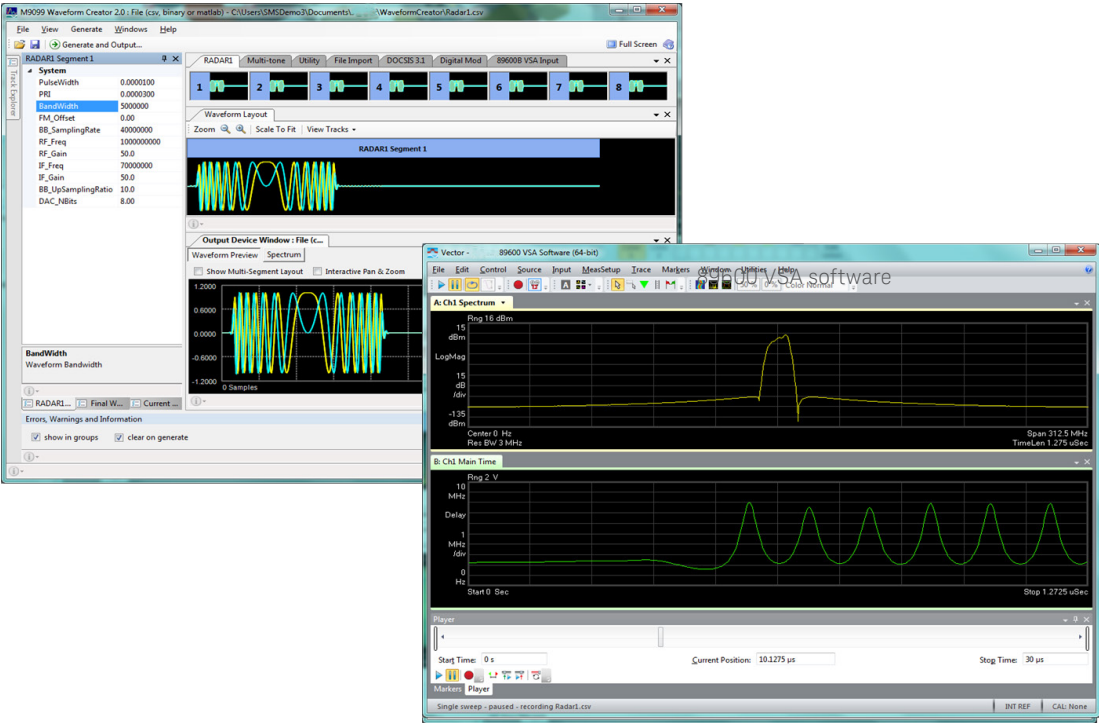 M9099 Waveform Creator 2.0 : File (csv, binary or matlab) - C:\Users\SMSDemo3\Documents\. \WaveformCreator\Radar1.csv
File View Generate Windows Help
Generate and Output...
Full Screen
Track Explorer
RADAR1 Segment 1
System
PulseWidth 0.0000100
PRI 0.0000300
BandWidth 5000000
FM_Offset 0.00
BB_SamplingRate 40000000
RF_Freq 1000000000
RF_Gain 50.0
IF_Freq 70000000
IF_Gain 50.0
BB_UpSamplingRatio 10.0
DAC_NBits 8.00
BandWidth
Waveform Bandwidth
RADAR1... Final W... Current ...
RADAR1 Multi-tone Utility File Import DOCSIS 3.1 Digital Mod 89600B VSA Input
1 2 3 4 5 6 7 8
Waveform Layout
Zoom Scale To Fit View Tracks
RADAR1 Segment 1
Output Device Window : File (c...
Waveform Preview Spectrum
Show Multi-Segment Layout Interactive Pan & Zoom
1.2000
0.6000
0.0000
-0.6000
-1.2000
0 Samples
Errors, Warnings and Information
show in groups clear on generate
Vector - 89600 VSA Software (64-bit)
File Edit Control Source Input MeasSetup Trace Markers Window Utilities Help
89600 VSA software
50 % 0 % Color Normal
A: Ch1 Spectrum
Rng 16 dBm
15
dBm
LogMag
15
dB
/div
-135
dBm
Center 0 Hz Span 312.5 MHz
Res BW 3 MHz TimeLen 1.275 uSec
B: Ch1 Main Time
Rng 2 V
10
MHz
Delay
1
MHz
/div
0
Hz
Start 0 Sec Stop 1.2725 uSec
Player
Start Time: 0 s Current Position: 10.1275 µs Stop Time: 30 µs
Markers Player
Single sweep - paused - recording Radar1.csv INT REF CAL: None